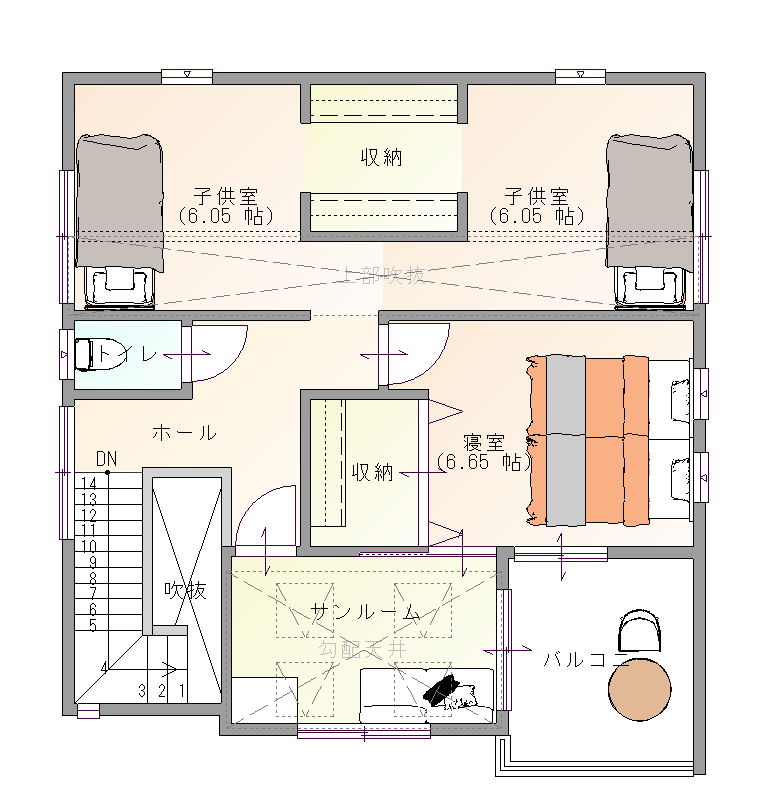 収納
子供室
(6.05 帖)
子供室
(6.05 帖)
上部吹抜
トイレ
ホール
DN
寝室
(6.65 帖)
収納
14
13
12
11
10
9
8
7
6
5
4
3 2 1
吹抜
サンルーム
勾配天井
バルコニ